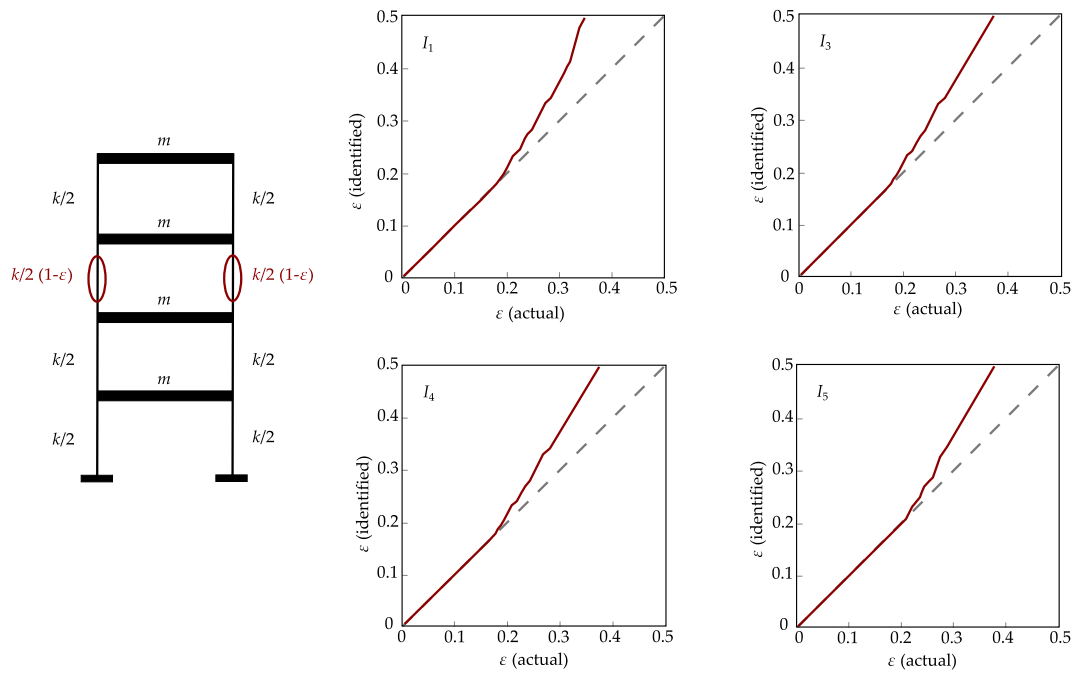 m
k/2
k/2
m
k/2 (1-ε)
k/2 (1-ε)
m
k/2
k/2
m
k/2
k/2
I₁
0.5
0.4
0.3
0.2
0.1
0
0
0.1
0.2
0.3
0.4
0.5
ε (identified)
ε (actual)
I₃
0.5
0.4
0.3
0.2
0.1
0
0
0.1
0.2
0.3
0.4
0.5
ε (identified)
ε (actual)
I₄
0.5
0.4
0.3
0.2
0.1
0
0
0.1
0.2
0.3
0.4
0.5
ε (identified)
ε (actual)
I₅
0.5
0.4
0.3
0.2
0.1
0
0
0.1
0.2
0.3
0.4
0.5
ε (identified)
ε (actual)